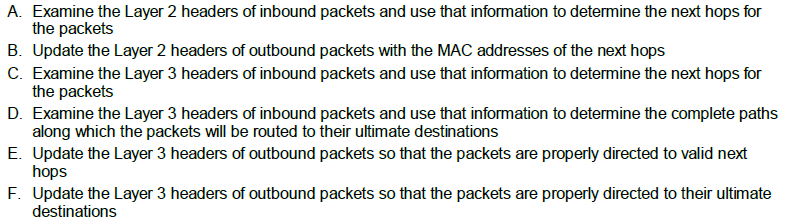 A. Examine the Layer 2 headers of inbound packets and use that information to determine the next hops for
the packets
B. Update the Layer 2 headers of outbound packets with the MAC addresses of the next hops
C. Examine the Layer 3 headers of inbound packets and use that information to determine the next hops for
the packets
D. Examine the Layer 3 headers of inbound packets and use that information to determine the complete paths
along which the packets will be routed to their ultimate destinations
E. Update the Layer 3 headers of outbound packets so that the packets are properly directed to valid next
hops
F. Update the Layer 3 headers of outbound packets so that the packets are properly directed to their ultimate
destinations